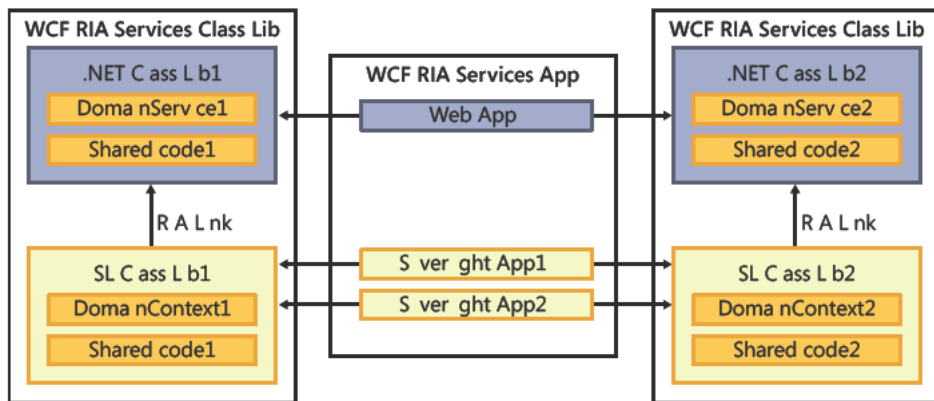 WCF RIA Services Class Lib
.NET C ass L b1
Doma nServ ce1
Shared code1
R A L nk
SL C ass L b1
Doma nContext1
Shared code1
WCF RIA Services App
Web App
S ver ght App1
S ver ght App2
WCF RIA Services Class Lib
.NET C ass L b2
Doma nServ ce2
Shared code2
R A L nk
SL C ass L b2
Doma nContext2
Shared code2